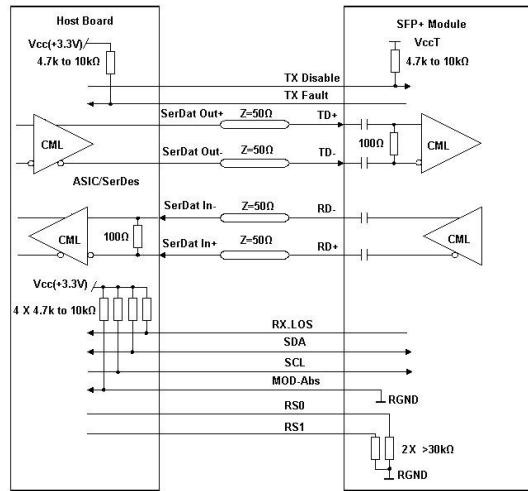 Host Board
SFP+ Module
Vcc(+3.3V)
4.7k to 10kΩ
VccT
4.7k to 10kΩ
TX Disable
TX Fault
SerDat Out+
Z=50Ω
TD+
CML
100Ω
CML
SerDat Out-
Z=50Ω
TD-
ASIC/SerDes
SerDat In-
Z=50Ω
RD-
CML
100Ω
CML
SerDat In+
Z=50Ω
RD+
Vcc(+3.3V)
4 X 4.7k to 10kΩ
RX.LOS
SDA
SCL
MOD-Abs
RGND
RS0
RS1
2X >30kΩ
RGND